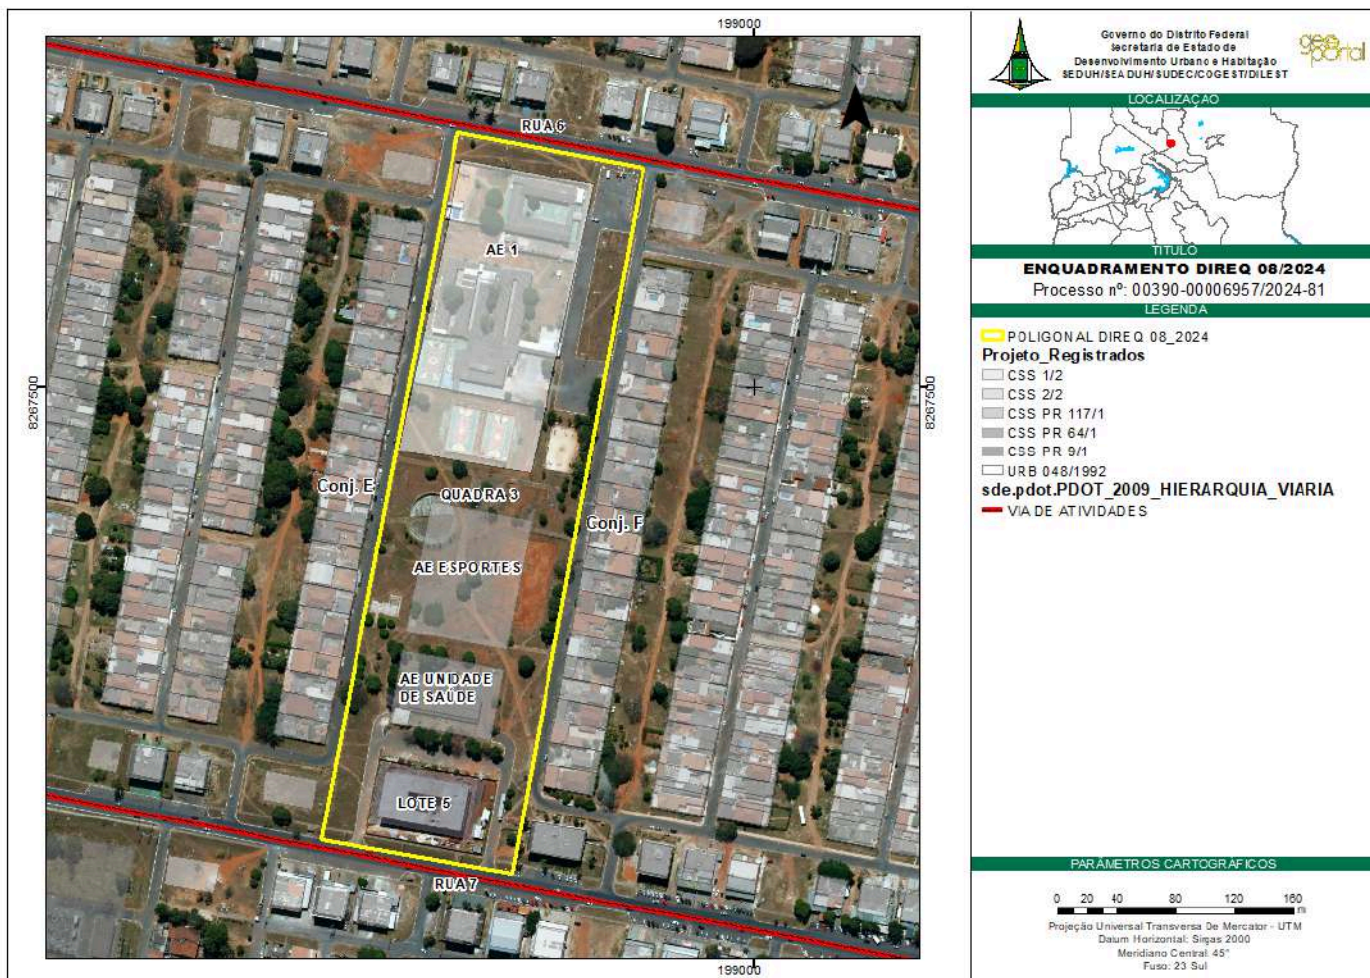 199000
8267500
8267500
199000
RUA 6
AE 1
Conj. E
QUADRA 3
Conj. F
AE ESPORTES
AE UNIDADE
DE SAÚDE
LOTE 5
RUA 7
Governo do Distrito Federal
Secretaria de Estado de
Desenvolvimento Urbano e Habitação
SEDUH/SEADUH/SUDEC/COGEST/DILEST
geo
portal
LOCALIZAÇÃO
TITULO
ENQUADRAMENTO DIREQ 08/2024
Processo nº: 00390-00006957/2024-81
LEGENDA
POLIGONAL DIREQ 08_2024
Projeto_Registrados
CSS 1/2
CSS 2/2
CSS PR 117/1
CSS PR 64/1
CSS PR 9/1
URB 048/1992
sde.pdot.PDOT_2009_HIERARQUIA_VIARIA
VIA DE ATIVIDADES
PARÂMETROS CARTOGRÁFICOS
0 20 40 80 120 160
m
Projeção Universal Transversa De Mercator - UTM
Datum Horizontal: Sirgas 2000
Meridiano Central: 45°
Fuso: 23 Sul